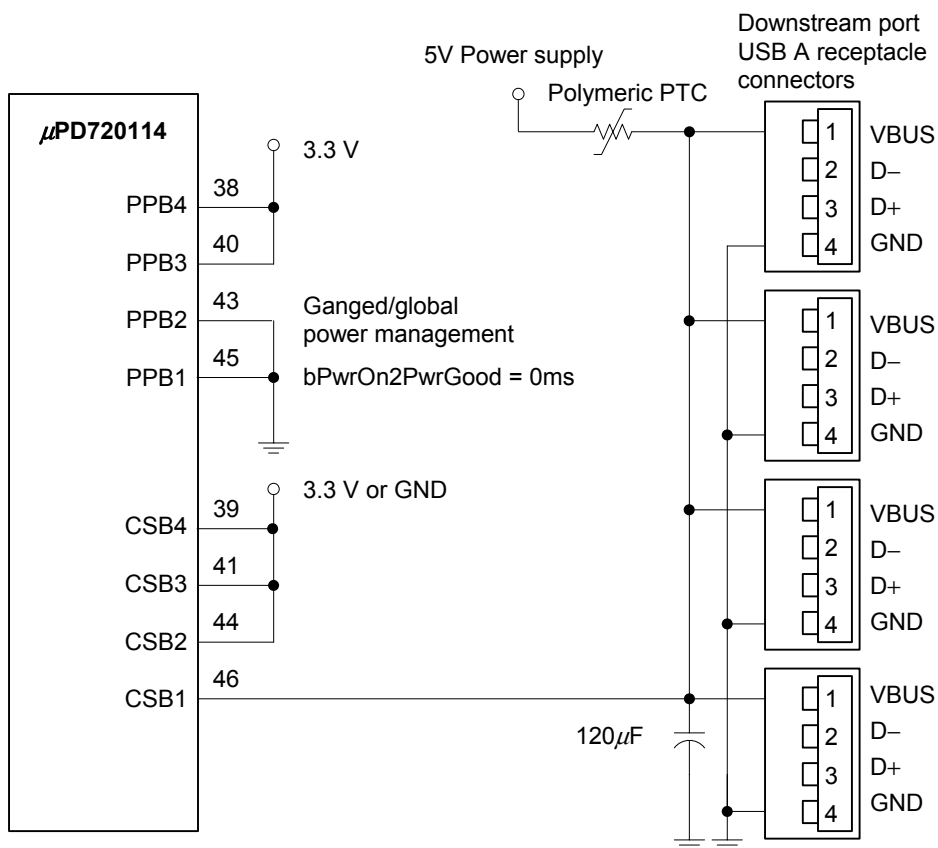 Downstream port
USB A receptacle
connectors
5V Power supply
Polymeric PTC
μPD720114
3.3 V
PPB4 38
PPB3 40
PPB2 43
PPB1 45
Ganged/global
power management
bPwrOn2PwrGood = 0ms
3.3 V or GND
CSB4 39
CSB3 41
CSB2 44
CSB1 46
120μF
1 VBUS
2 D−
3 D+
4 GND
1 VBUS
2 D−
3 D+
4 GND
1 VBUS
2 D−
3 D+
4 GND
1 VBUS
2 D−
3 D+
4 GND